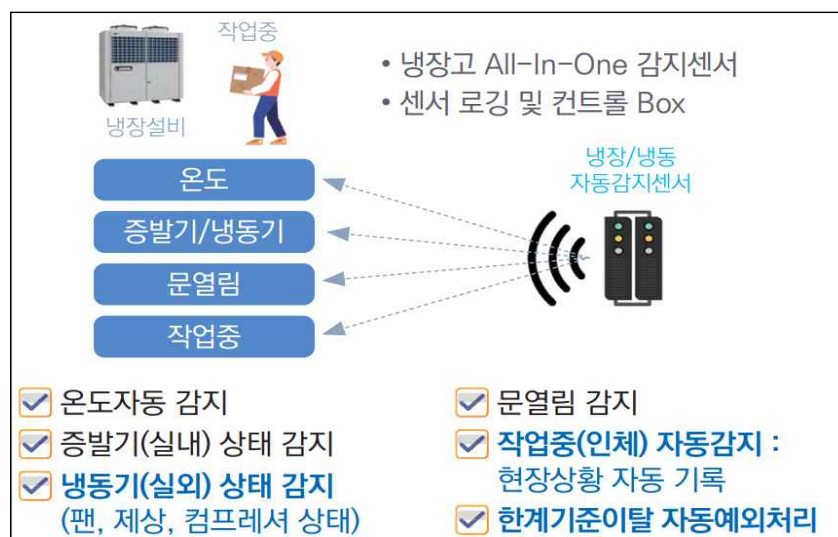 작업중
냉장설비
• 냉장고 All-In-One 감지센서
• 센서 로깅 및 컨트롤 Box
냉장/냉동
자동감지센서
온도
증발기/냉동기
문열림
작업중
온도자동 감지
증발기(실내) 상태 감지
냉동기(실외) 상태 감지
(팬, 제상, 컴프레셔 상태)
문열림 감지
작업중(인체) 자동감지 :
현장상황 자동 기록
한계기준이탈 자동예외처리